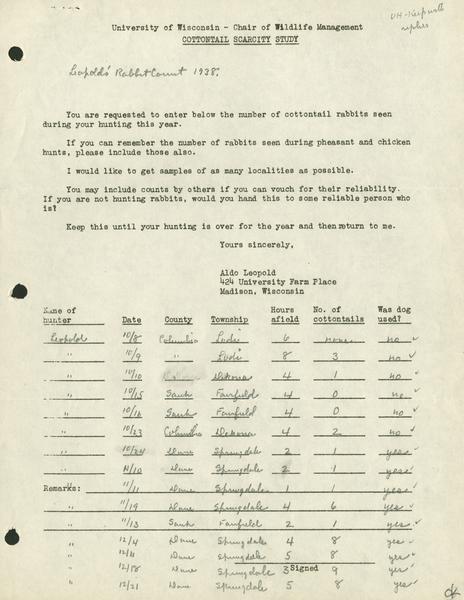 UH-Keep with
replies
University of Wisconsin - Chair of Wildlife Management
COTTONTAIL SCARCITY STUDY
Leopold's Rabbit Count 1938.
You are requested to enter below the number of cottontail rabbits seen
during your hunting this year.
If you can remember the number of rabbits seen during pheasant and chicken
hunts, please include those also.
I would like to get samples of as many localities as possible.
You may include counts by others if you can vouch for their reliability.
If you are not hunting rabbits, would you hand this to some reliable person who
is?
Keep this until your hunting is over for the year and then return to me.
Yours sincerely,
Aldo Leopold
424 University Farm Place
Madison, Wisconsin
Name of hunter Date County Township Hours afield No. of cottontails Was dog used?
Leopold 10/8 Columbia Lodi 6 none no ✓
" 10/9 " Lodi 8 3 no ✓
" 10/10 Dekorra 4 1 no ✓
" 10/15 Sauk Fairfield 4 0 no ✓
" 10/16 Sauk Fairfield 4 0 no ✓
" 10/23 Columbia Dekorra 4 2 no ✓
" 10/24 Dane Springdale 2 1 yes ✓
" 11/10 Dane Springdale 2 1 yes ✓
Remarks: " 11/11 Dane Springdale 1 1 yes ✓
" 11/19 Dane Springdale 4 6 yes ✓
" 11/13 Sauk Fairfield 2 1 yes ✓
" 12/4 Dane Springdale 4 8 yes ✓
" Dane Springdale 5 8 yes ✓
" 12/18 Dane Springdale 3 Signed 9 yes ✓
" 12/21 Dane Springdale 5 8 yes ✓